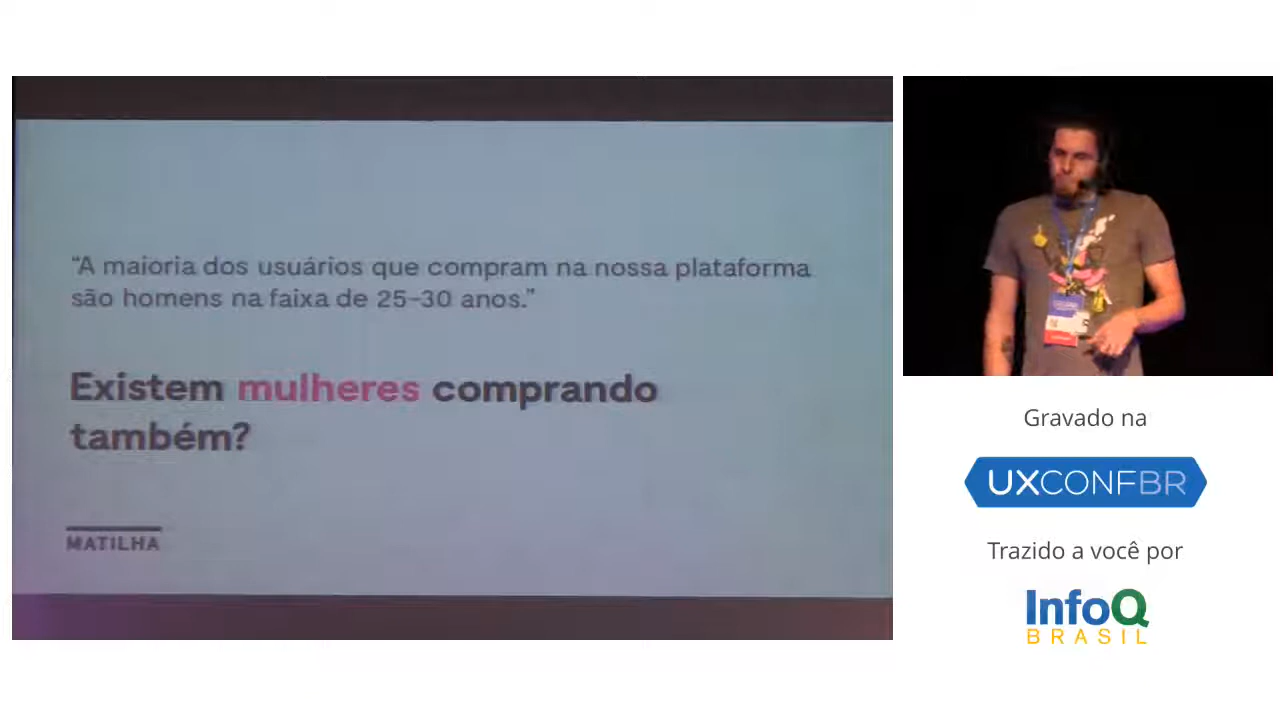 “A maioria dos usuários que compram na nossa plataforma
são homens na faixa de 25-30 anos.”
Existem mulheres comprando
também?
MATILHA
Gravado na
UXCONFBR
Trazido a você por
InfoQ
BRASIL